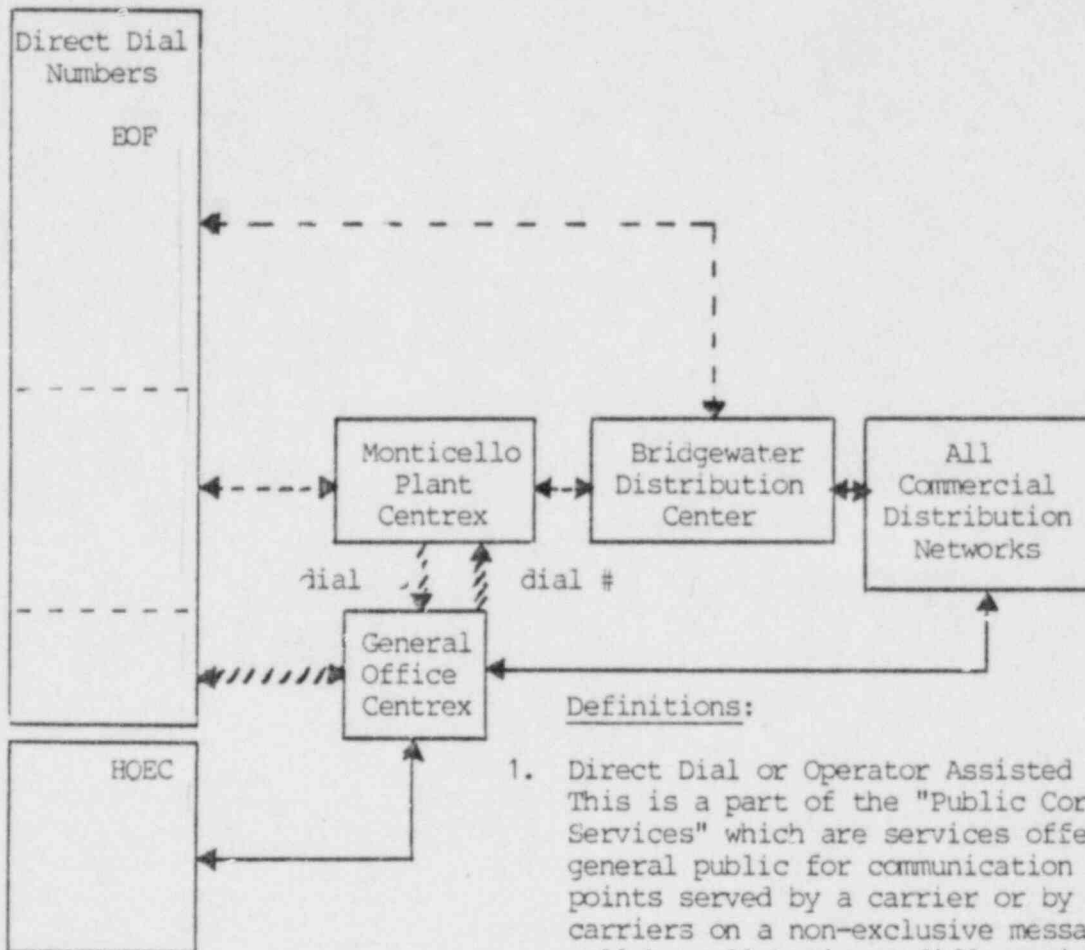 Direct Dial
Numbers
EOF
Monticello
Plant
Centrex
Bridgewater
Distribution
Center
All
Commercial
Distribution
Networks
dial
dial #
General
Office
Centrex
HOEC
Definitions:
1. Direct Dial or Operator Assisted
This is a part of the "Public Co
Services" which are services offe
general public for communication
points served by a carrier or by
carriers on a non-exclusive messa